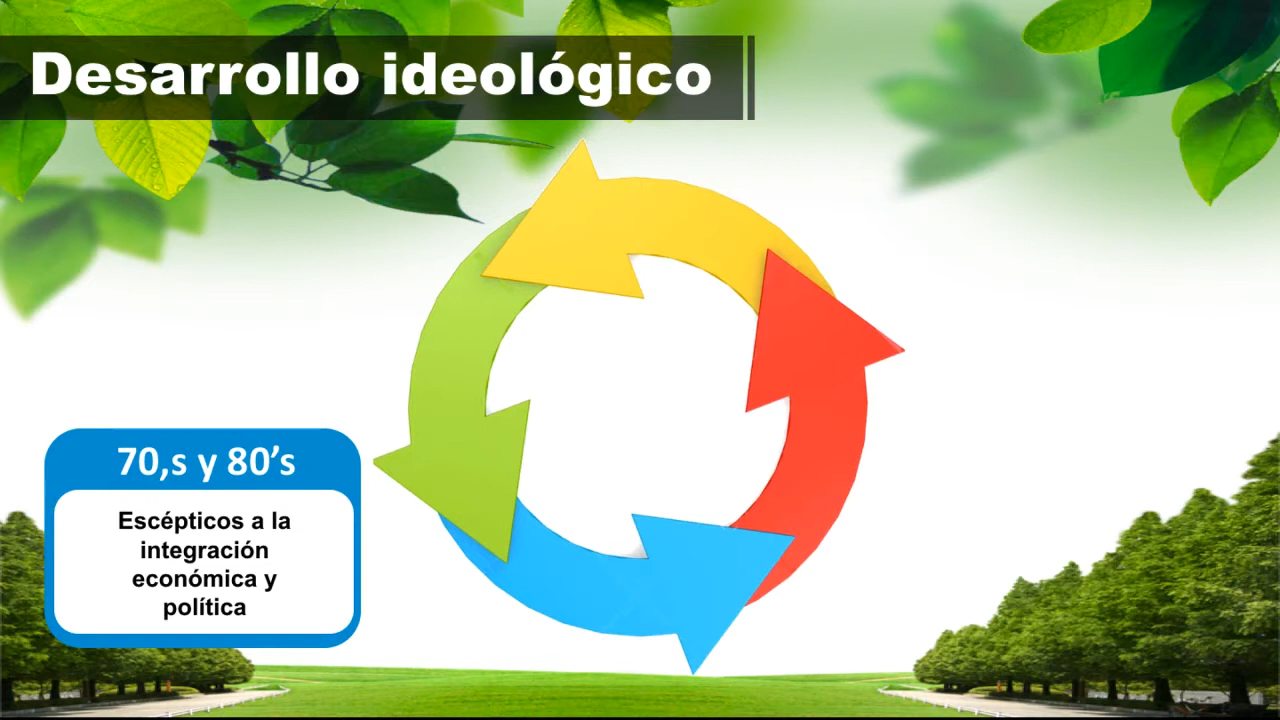 Desarrollo ideológico
70,s y 80’s
Escépticos a la
integración
económica y
política